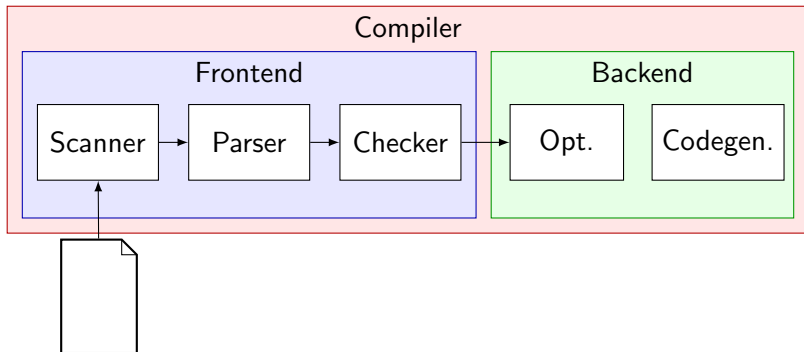 Compiler
Frontend
Backend
Scanner
Parser
Checker
Opt.
Codegen.